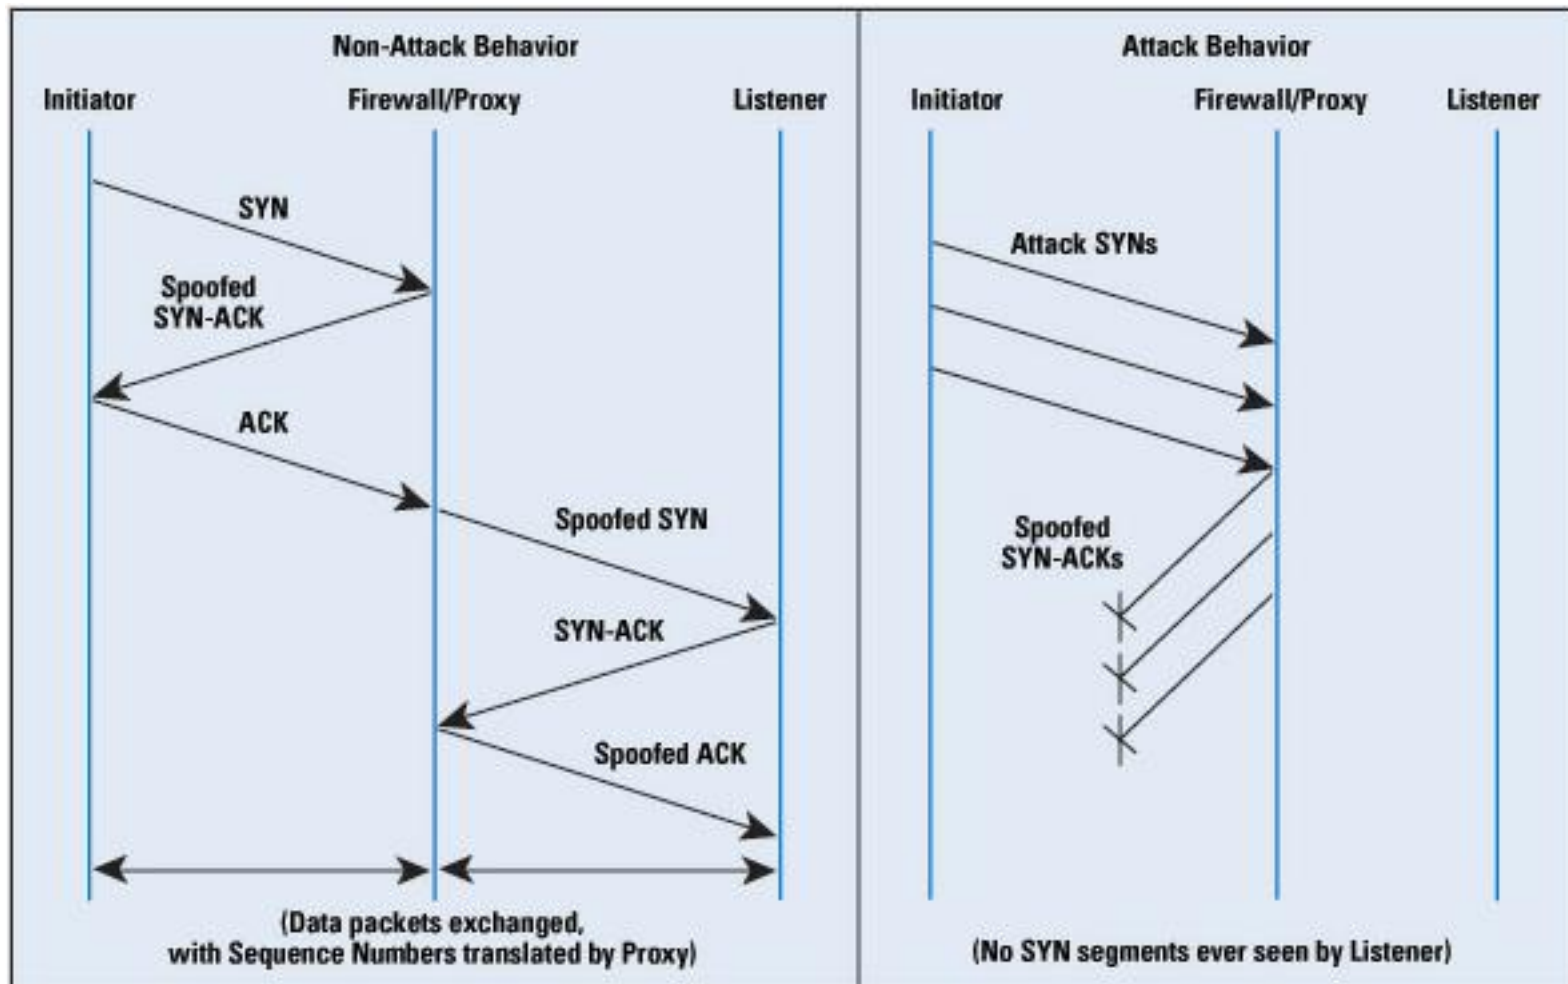 Non-Attack Behavior
Initiator
Firewall/Proxy
Listener
SYN
Spoofed
SYN-ACK
ACK
Spoofed SYN
SYN-ACK
Spoofed ACK
(Data packets exchanged,
with Sequence Numbers translated by Proxy)
Attack Behavior
Initiator
Firewall/Proxy
Listener
Attack SYNs
Spoofed
SYN-ACKs
(No SYN segments ever seen by Listener)